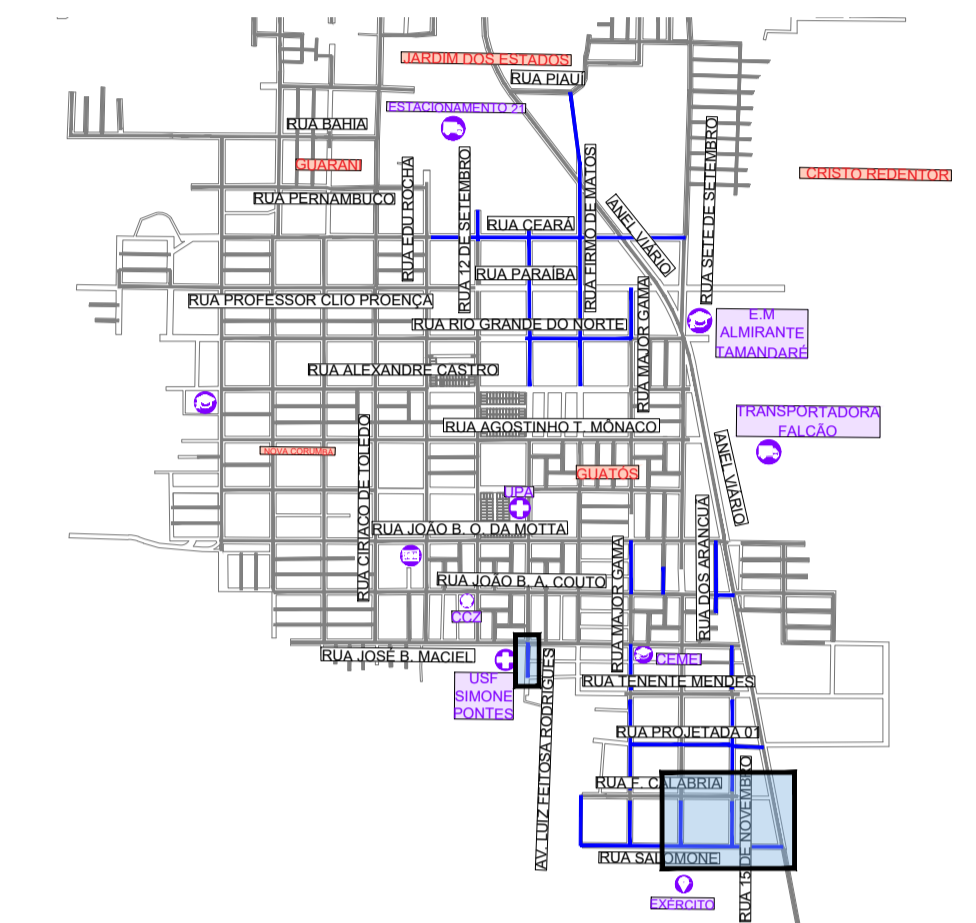 JARDIM DOS ESTADOS
RUA PIAUI
ESTACIONAMENTO 21
RUA BAHIA
GUARANI
CRISTO REDENTOR
RUA PERNAMBUCO
RUA EDU ROCHA
RUA 12 DE SETEMBRO
RUA FIRMO DE MATOS
RUA SETE DE SETEMBRO
ANEL VIÁRIO
RUA CEARÁ
RUA PARAÍBA
RUA PROFESSOR CLIO PROENÇA
RUA RIO GRANDE DO NORTE
RUA MAJOR GAMA
E.M
ALMIRANTE
TAMANDARÉ
RUA ALEXANDRE CASTRO
RUA AGOSTINHO T. MÔNACO
TRANSPORTADORA
FALCÃO
ANEL VIÁRIO
NOVA CORUMBÁ
RUA CIRIACO DE TOLEDO
GUATÓS
UPA
RUA JOÃO B. O. DA MOTTA
RUA DOS ARANCUÃ
RUA MAJOR GAMA
RUA JOÃO B. A. COUTO
CCZ
RUA JOSÉ B. MACIEL
CEMEI
USF
SIMONE
PONTES
RUA TENENTE MENDES
AV. LUIZ FEITOSA RODRIGUES
RUA PROJETADA 01
RUA F. CALÁBRIA
RUA 15 DE NOVEMBRO
RUA SALOMONE
EXÉRCITO